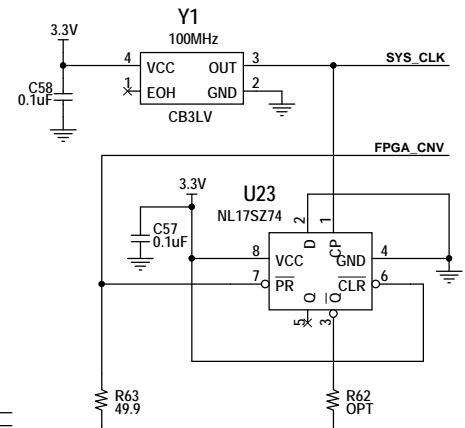 Y1
100MHz
3.3V
4 VCC OUT 3
SYS_CLK
C58
0.1uF
1 EOH GND 2
CB3LV
FPGA_CNV
3.3V
U23
NL17SZ74
C57
0.1uF
2 1
D CP
8 VCC GND 4
7 PR CLR 6
Q Q
5 3
R63
49.9
R62
OPT